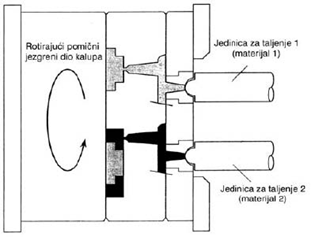 Rotirajući pomični
jezgreni dio kalupa
Jedinica za taljenje 1
(materijal 1)
Jedinica za taljenje 2
(materijal 2)